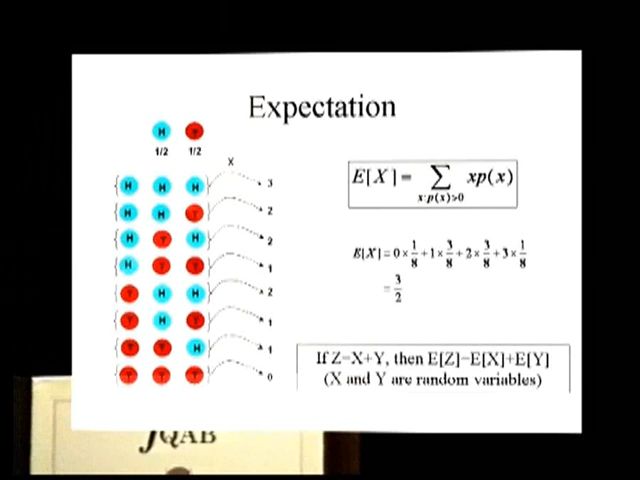 Expectation
H T
1/2 1/2
X
{ H H H } 3
{ H H T } 2
{ H T H } 2
{ H T T } 1
{ T H H } 2
{ T H T } 1
{ T T H } 1
{ T T T } 0
E[X] = ∑ xp(x)
x:p(x)>0
E[X] = 0 × 1/8 + 1 × 3/8 + 2 × 3/8 + 3 × 1/8
= 3/2
If Z=X+Y, then E[Z]=E[X]+E[Y]
(X and Y are random variables)
JQAB